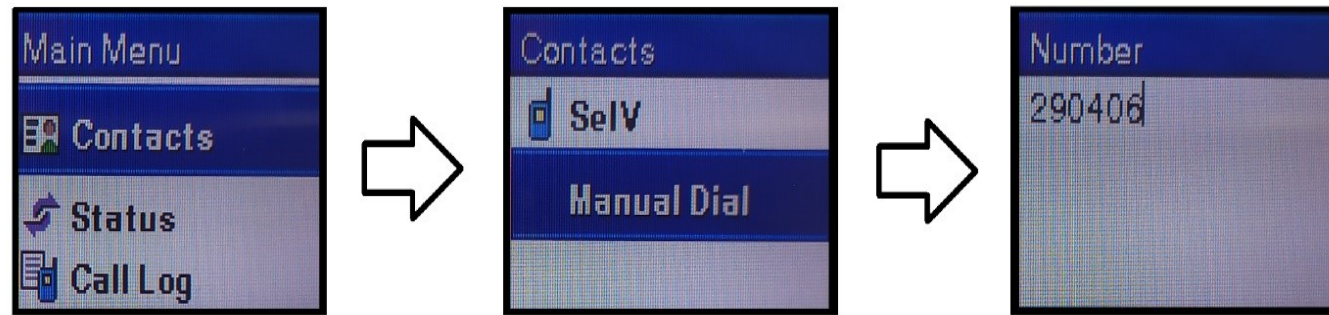 Main Menu
Contacts
Status
Call Log
Contacts
SelV
Manual Dial
Number
290406